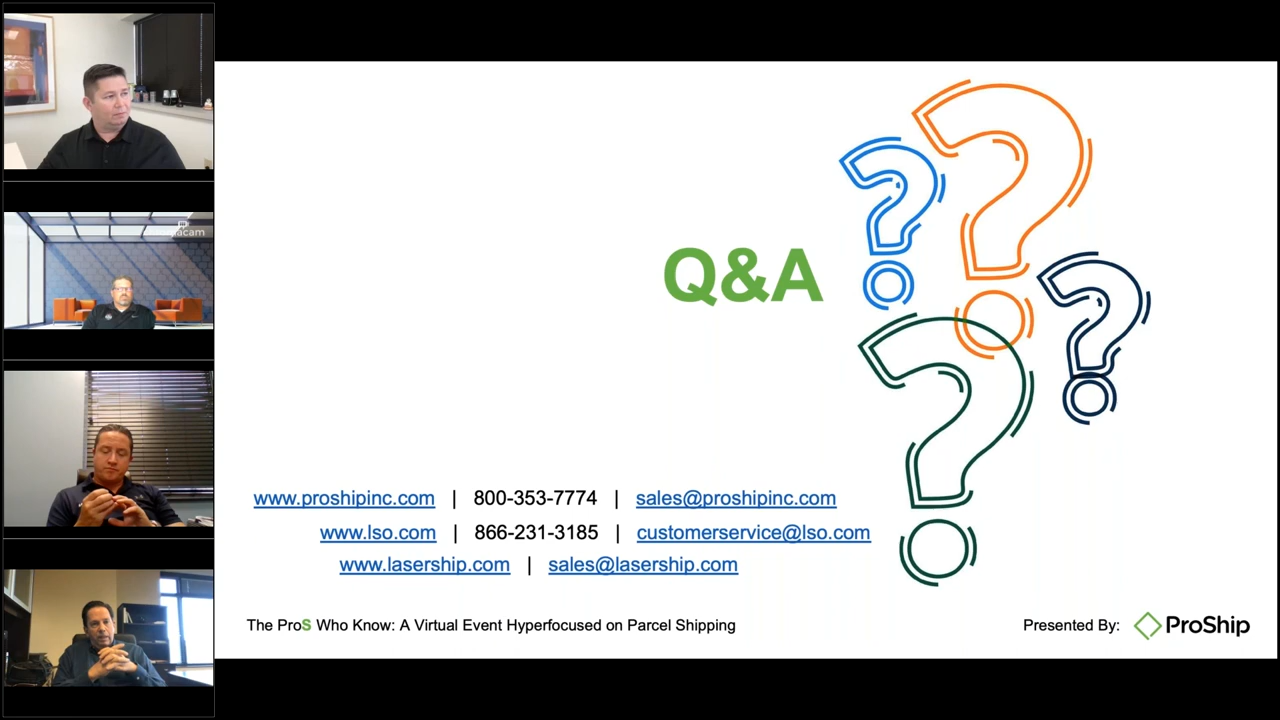 Q&A
www.proshipinc.com | 800-353-7774 | sales@proshipinc.com
www.lso.com | 866-231-3185 | customerservice@lso.com
www.lasership.com | sales@lasership.com
The ProS Who Know: A Virtual Event Hyperfocused on Parcel Shipping
Presented By: ProShip